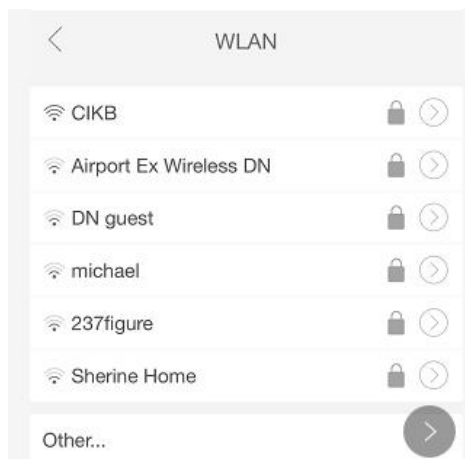 WLAN
CIKB
Airport Ex Wireless DN
DN guest
michael
237figure
Sherine Home
Other...